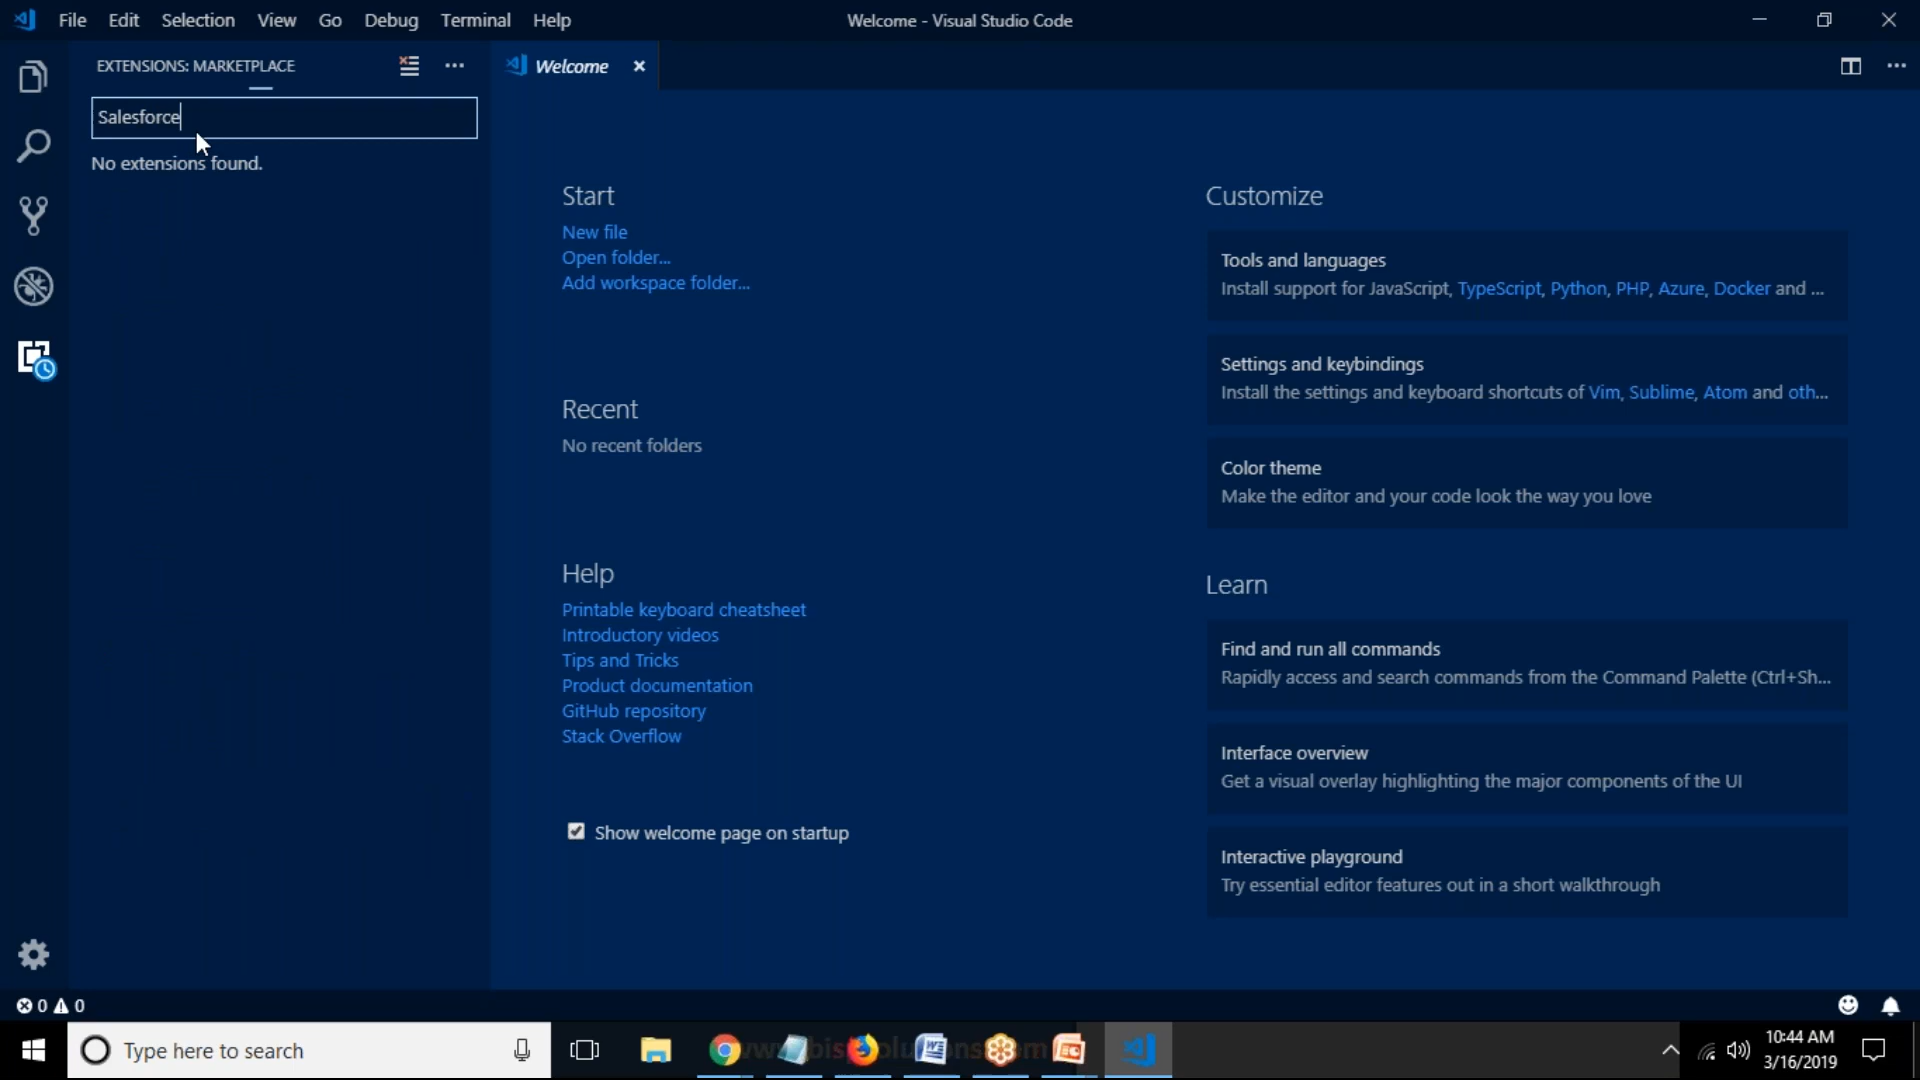 File Edit Selection View Go Debug Terminal Help
Welcome - Visual Studio Code
EXTENSIONS: MARKETPLACE
Salesforce
No extensions found.
Welcome
Start
New file
Open folder...
Add workspace folder...
Recent
No recent folders
Help
Printable keyboard cheatsheet
Introductory videos
Tips and Tricks
Product documentation
GitHub repository
Stack Overflow
Show welcome page on startup
Customize
Tools and languages
Install support for JavaScript, TypeScript, Python, PHP, Azure, Docker and ...
Settings and keybindings
Install the settings and keyboard shortcuts of Vim, Sublime, Atom and oth...
Color theme
Make the editor and your code look the way you love
Learn
Find and run all commands
Rapidly access and search commands from the Command Palette (Ctrl+Sh...
Interface overview
Get a visual overlay highlighting the major components of the UI
Interactive playground
Try essential editor features out in a short walkthrough
0 0
Type here to search
10:44 AM
3/16/2019